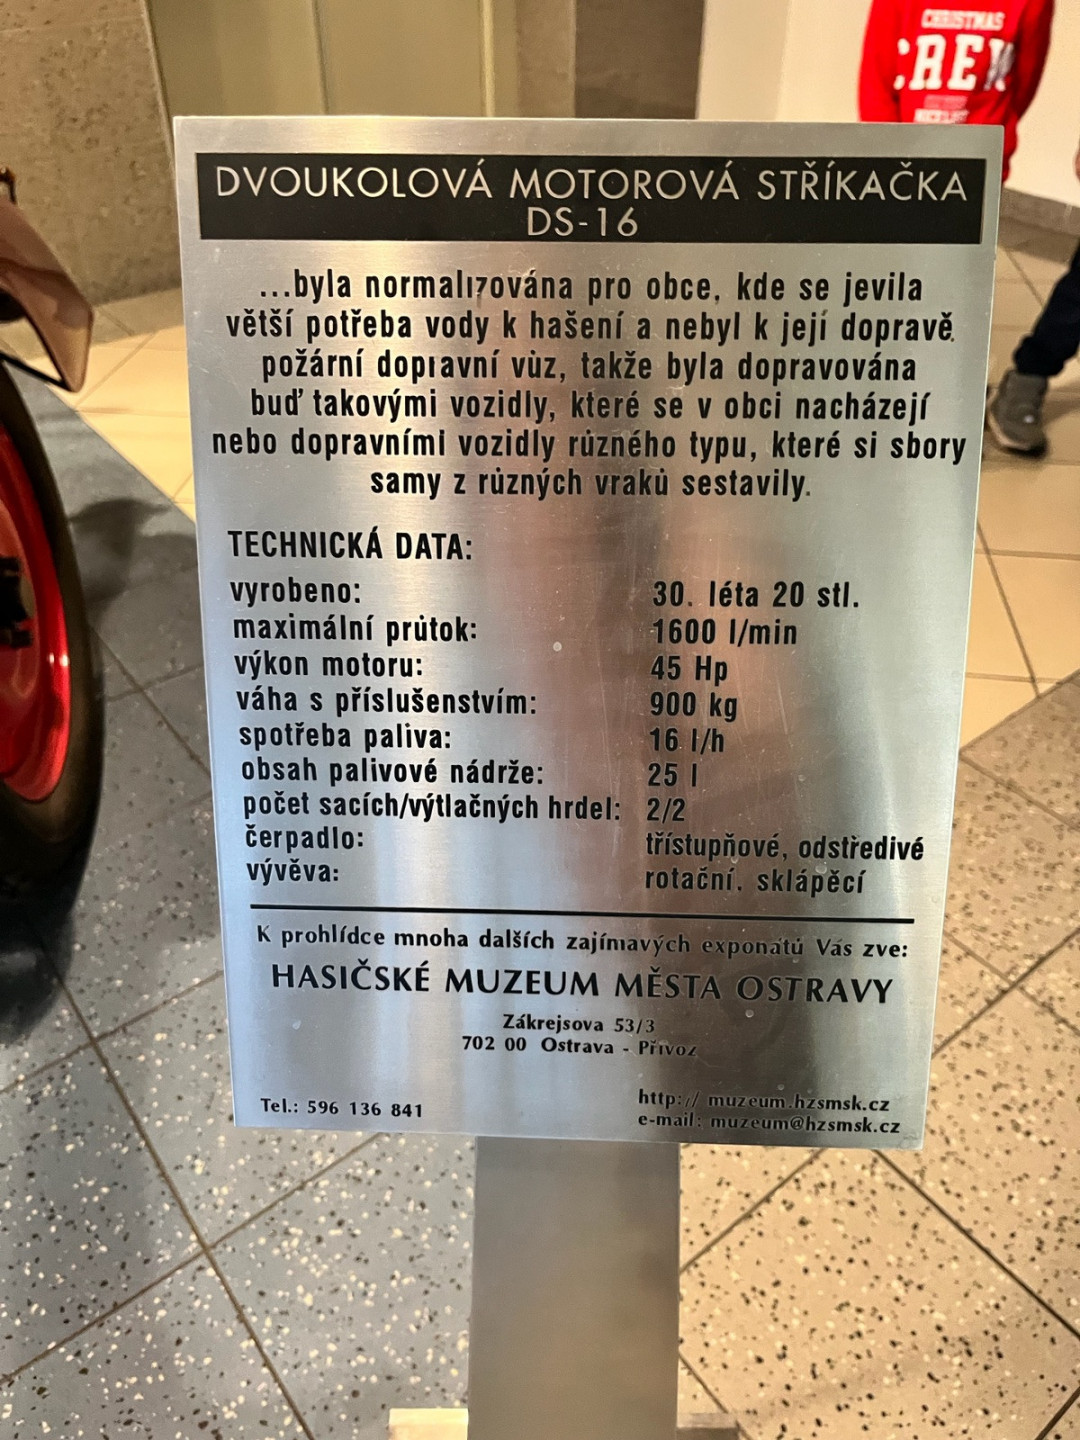 CHRISTMAS
CREW
DVOUKOLOVÁ MOTOROVÁ STŘÍKAČKA
DS-16
...byla normalizována pro obce, kde se jevila
větší potřeba vody k hašení a nebyl k její dopravě
požární dopravní vůz, takže byla dopravována
buď takovými vozidly, které se v obci nacházejí
nebo dopravními vozidly různého typu, které si sbory
samy z různých vraků sestavily.
TECHNICKÁ DATA:
vyrobeno: 30. léta 20 stl.
maximální průtok: 1600 l/min
výkon motoru: 45 Hp
váha s příslušenstvím: 900 kg
spotřeba paliva: 16 l/h
obsah palivové nádrže: 25 l
počet sacích/výtlačných hrdel: 2/2
čerpadlo: třístupňové, odstředivé
vývěva: rotační, sklápěcí
K prohlídce mnoha dalších zajímavých exponátů Vás zve:
HASIČSKÉ MUZEUM MĚSTA OSTRAVY
Zákrejsova 53/3
702 00 Ostrava - Přívoz
Tel.: 596 136 841
http:// muzeum.hzsmsk.cz
e-mail: muzeum@hzsmsk.cz